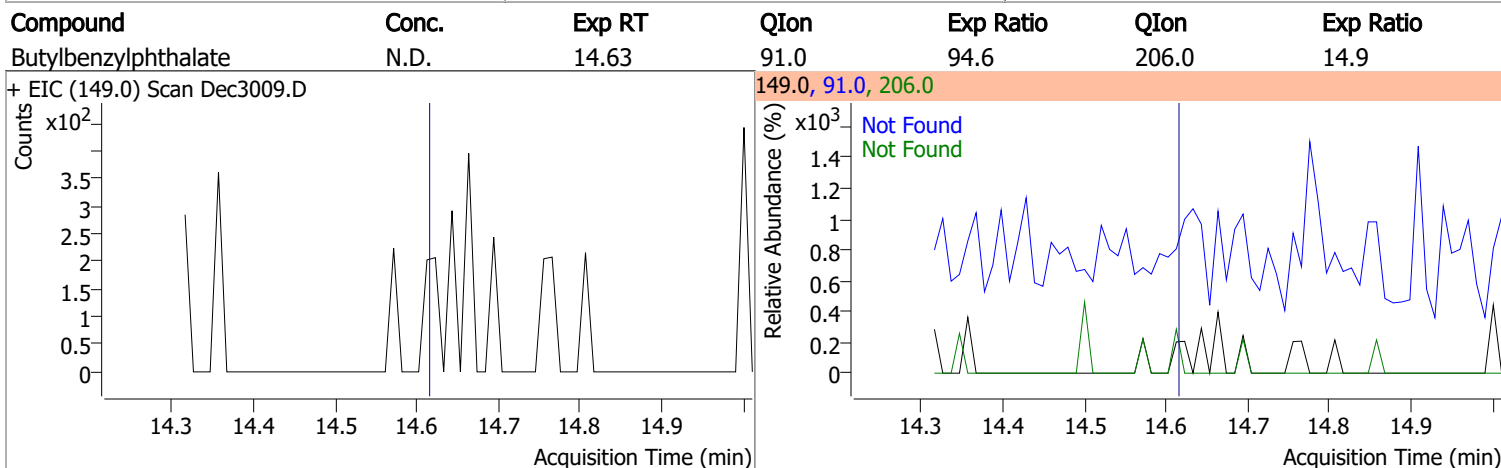 Compound Conc. Exp RT QIon Exp Ratio QIon Exp Ratio
Butylbenzylphthalate N.D. 14.63 91.0 94.6 206.0 14.9
+ EIC (149.0) Scan Dec3009.D
Counts
x10²
3.5
3
2.5
2
1.5
1
0.5
0
14.3 14.4 14.5 14.6 14.7 14.8 14.9
Acquisition Time (min)
149.0, 91.0, 206.0
Relative Abundance (%)
x10³
Not Found
Not Found
1.4
1.2
1
0.8
0.6
0.4
0.2
0
14.3 14.4 14.5 14.6 14.7 14.8 14.9
Acquisition Time (min)